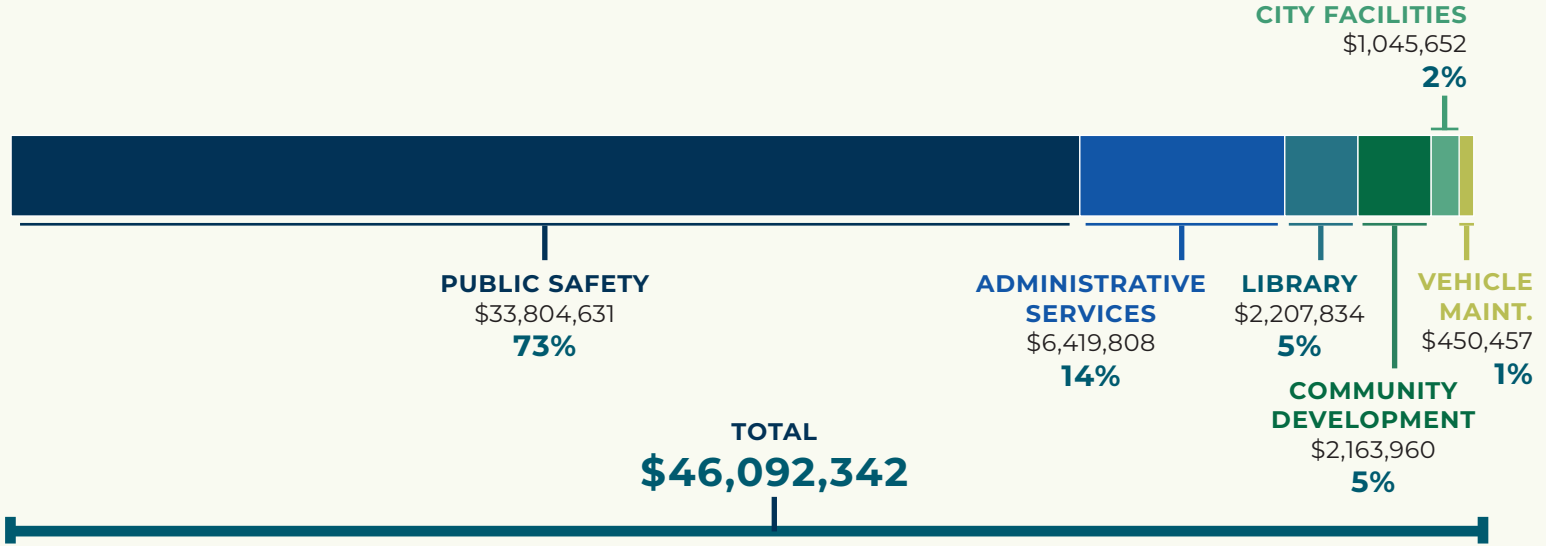 CITY FACILITIES
$1,045,652
2%
PUBLIC SAFETY
$33,804,631
73%
ADMINISTRATIVE
SERVICES
$6,419,808
14%
LIBRARY
$2,207,834
5%
COMMUNITY
DEVELOPMENT
$2,163,960
5%
VEHICLE
MAINT.
$450,457
1%
TOTAL
$46,092,342